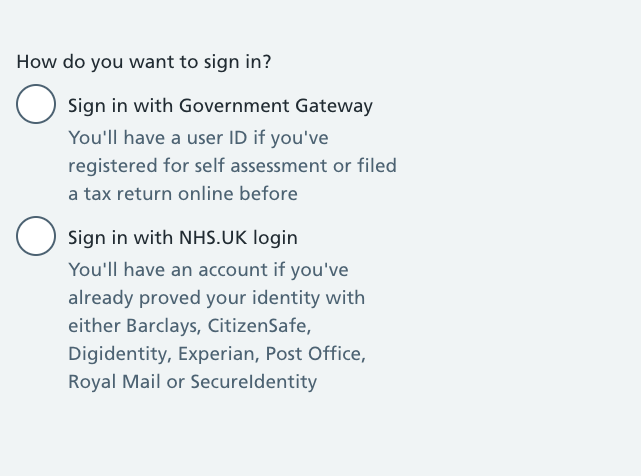 How do you want to sign in?
Sign in with Government Gateway
You'll have a user ID if you've
registered for self assessment or filed
a tax return online before
Sign in with NHS.UK login
You'll have an account if you've
already proved your identity with
either Barclays, CitizenSafe,
Digidentity, Experian, Post Office,
Royal Mail or SecureIdentity